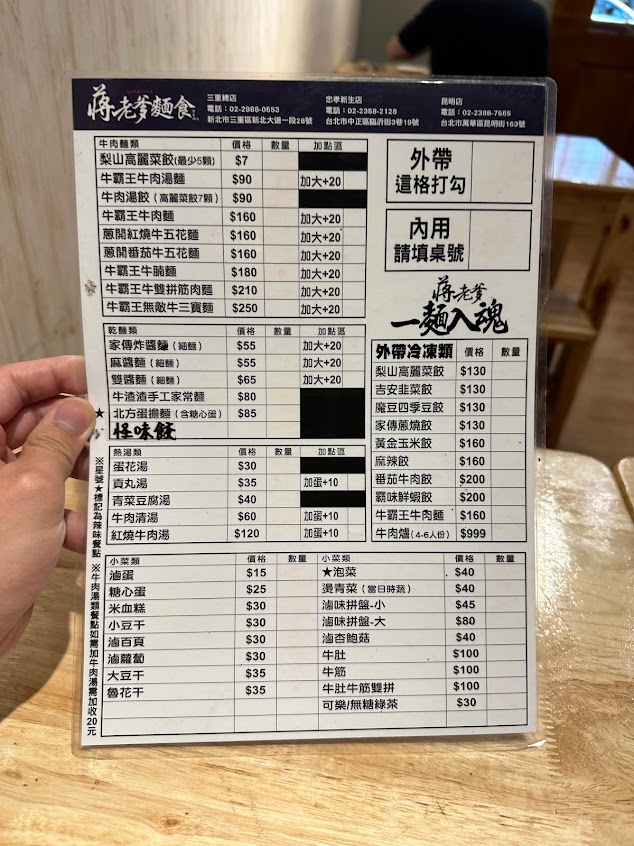 蔣老爹麵食
三重總店
電話：02-2988-0553
新北市三重區新北大道一段26號
忠孝新生店
電話：02-2358-2128
台北市中正區臨沂街3巷19號
昆明店
電話：02-2388-7585
台北市萬華區昆明街163號
牛肉麵類 價格 數量 加點區
梨山高麗菜餃(最少5顆) $7
牛霸王牛肉湯麵 $90 加大+20
牛肉湯餃（高麗菜餃7顆） $90
牛霸王牛肉麵 $160 加大+20
蔥開紅燒牛五花麵 $160 加大+20
蔥開番茄牛五花麵 $160 加大+20
牛霸王牛腩麵 $180 加大+20
牛霸王牛雙拼筋肉麵 $210 加大+20
牛霸王無敵牛三寶麵 $250 加大+20
外帶
這格打勾
內用
請填桌號
蔣老爹
一麵入魂
乾麵類 價格 數量 加點區
家傳炸醬麵（細麵） $55 加大+20
麻醬麵（細麵） $55 加大+20
雙醬麵（細麵） $65 加大+20
牛渣渣手工家常麵 $80
★ 北方蛋擔麵（含糖心蛋） $85
怪味餃
熱湯類 價格 數量 加點區
蛋花湯 $30
貢丸湯 $35 加蛋+10
青菜豆腐湯 $40
牛肉清湯 $60 加蛋+10
紅燒牛肉湯 $120 加蛋+10
外帶冷凍類 價格 數量
梨山高麗菜餃 $130
吉安韭菜餃 $130
魔豆四季豆餃 $130
家傳蔥燒餃 $130
黃金玉米餃 $160
麻辣餃 $160
番茄牛肉餃 $200
霸味鮮蝦餃 $200
牛霸王牛肉麵 $160
牛肉爐（4-6人份） $999
小菜類 價格 數量
滷蛋 $15
糖心蛋 $25
米血糕 $30
小豆干 $30
滷百頁 $30
滷蘿蔔 $30
大豆干 $35
魯花干 $35
小菜類 價格 數量
★泡菜 $40
燙青菜（當日時蔬） $40
滷味拼盤-小 $45
滷味拼盤-大 $80
滷杏鮑菇 $40
牛肚 $100
牛筋 $100
牛肚牛筋雙拼 $100
可樂/無糖綠茶 $30
※星號★標記為辣味餐點 ※牛肉湯類餐點如需加牛肉湯需加收20元